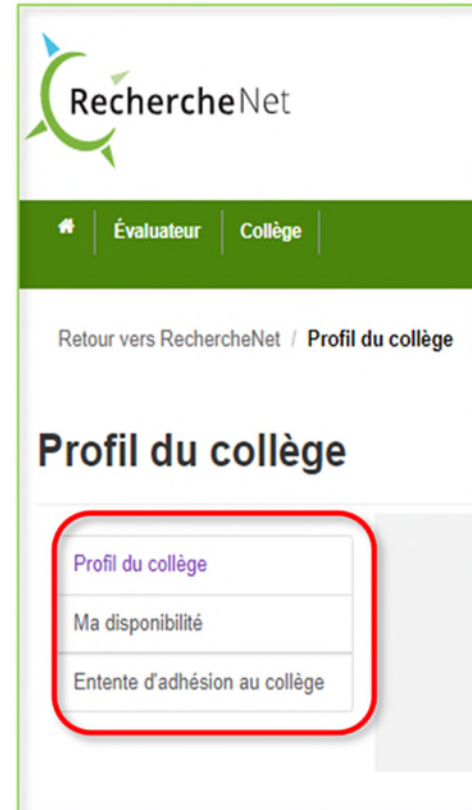 RechercheNet
Évaluateur Collège
Retour vers RechercheNet / Profil du collège
Profil du collège
Profil du collège
Ma disponibilité
Entente d'adhésion au collège